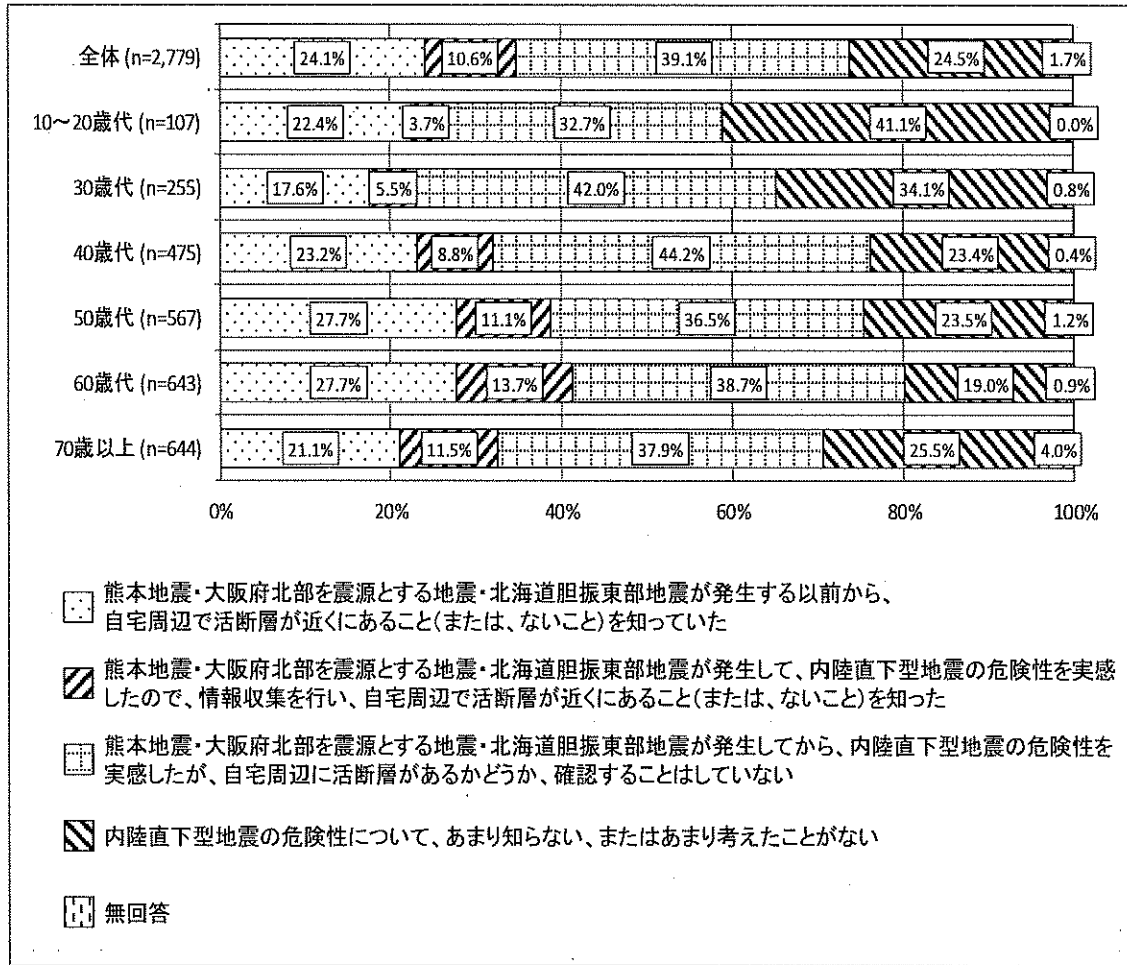 全体 (n=2,779) 24.1% 10.6% 39.1% 24.5% 1.7%
10～20歳代 (n=107) 22.4% 3.7% 32.7% 41.1% 0.0%
30歳代 (n=255) 17.6% 5.5% 42.0% 34.1% 0.8%
40歳代 (n=475) 23.2% 8.8% 44.2% 23.4% 0.4%
50歳代 (n=567) 27.7% 11.1% 36.5% 23.5% 1.2%
60歳代 (n=643) 27.7% 13.7% 38.7% 19.0% 0.9%
70歳以上 (n=644) 21.1% 11.5% 37.9% 25.5% 4.0%
0% 20% 40% 60% 80% 100%
熊本地震・大阪府北部を震源とする地震・北海道胆振東部地震が発生する以前から、
自宅周辺で活断層が近くにあること(または、ないこと)を知っていた
熊本地震・大阪府北部を震源とする地震・北海道胆振東部地震が発生して、内陸直下型地震の危険性を実感
したので、情報収集を行い、自宅周辺で活断層が近くにあること(または、ないこと)を知った
熊本地震・大阪府北部を震源とする地震・北海道胆振東部地震が発生してから、内陸直下型地震の危険性を
実感したが、自宅周辺に活断層があるかどうか、確認することはしていない
内陸直下型地震の危険性について、あまり知らない、またはあまり考えたことがない
無回答